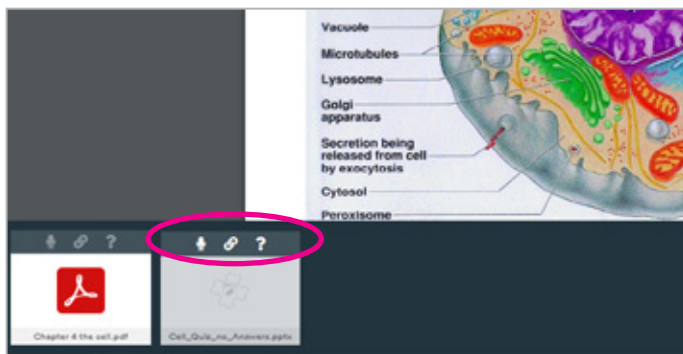 Vacuole
Microtubules
Lysosome
Golgi
apparatus
Secretion being
released from cell
by exocytosis
Cytosol
Peroxisome
? ?
Chapter 4 the cell.pdf
Cell_Quiz_no_Answers.pptx